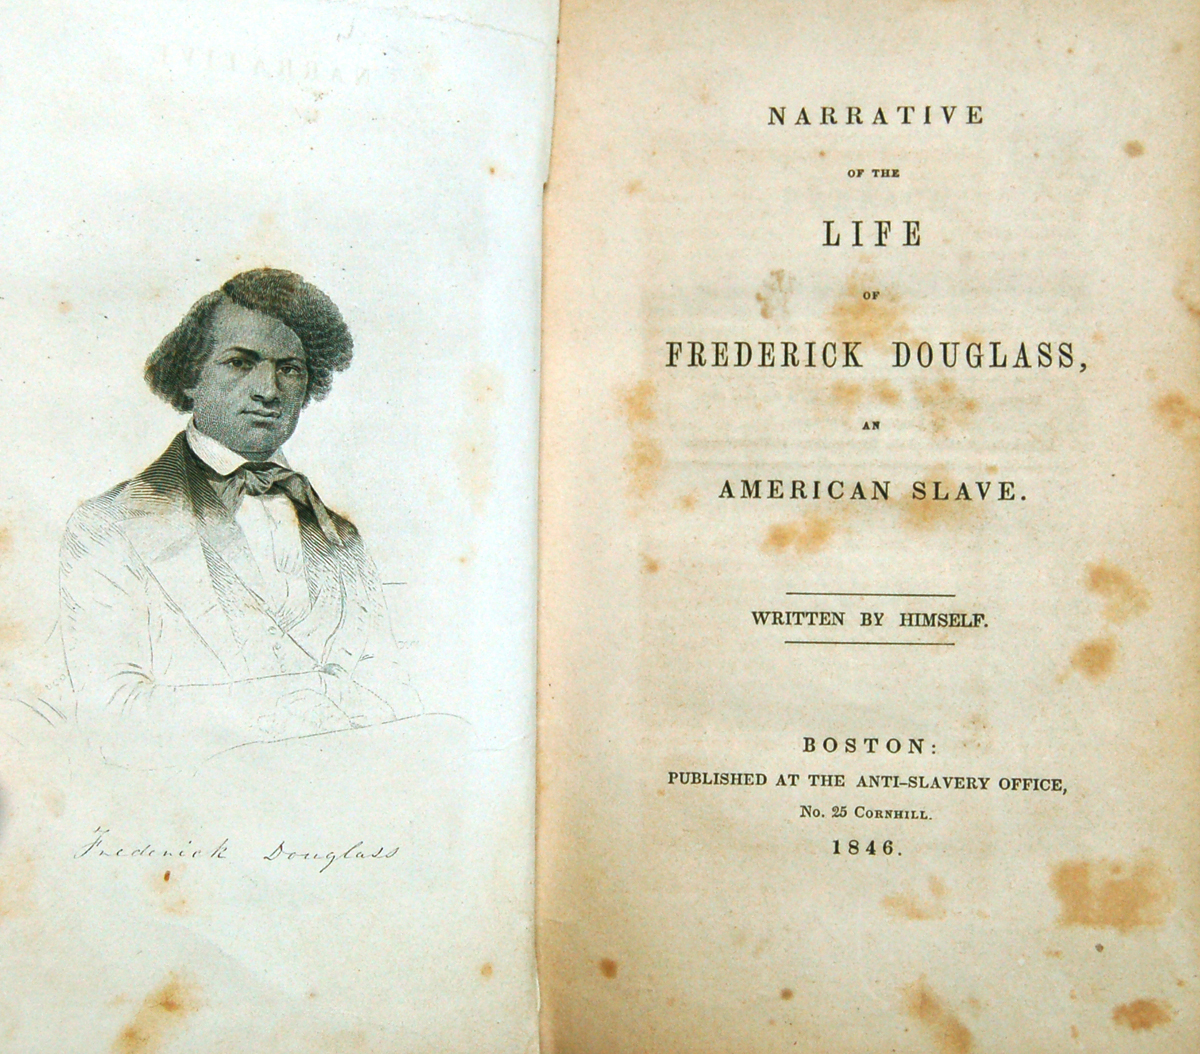 Frederick Douglass
NARRATIVE
OF THE
LIFE
OF
FREDERICK DOUGLASS,
AN
AMERICAN SLAVE.
WRITTEN BY HIMSELF.
BOSTON:
PUBLISHED AT THE ANTI-SLAVERY OFFICE,
No. 25 CORNHILL.
1846.